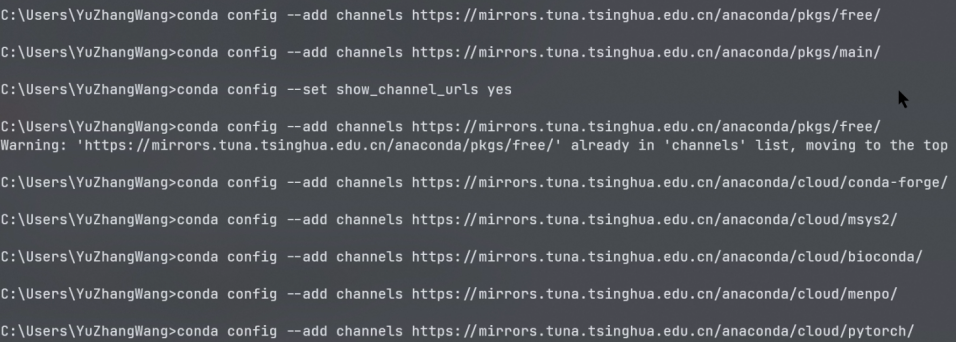 C:\Users\YuZhangWang>conda config --add channels https://mirrors.tuna.tsinghua.edu.cn/anaconda/pkgs/free/
C:\Users\YuZhangWang>conda config --add channels https://mirrors.tuna.tsinghua.edu.cn/anaconda/pkgs/main/
C:\Users\YuZhangWang>conda config --set show_channel_urls yes
C:\Users\YuZhangWang>conda config --add channels https://mirrors.tuna.tsinghua.edu.cn/anaconda/pkgs/free/
Warning: 'https://mirrors.tuna.tsinghua.edu.cn/anaconda/pkgs/free/' already in 'channels' list, moving to the top
C:\Users\YuZhangWang>conda config --add channels https://mirrors.tuna.tsinghua.edu.cn/anaconda/cloud/conda-forge/
C:\Users\YuZhangWang>conda config --add channels https://mirrors.tuna.tsinghua.edu.cn/anaconda/cloud/msys2/
C:\Users\YuZhangWang>conda config --add channels https://mirrors.tuna.tsinghua.edu.cn/anaconda/cloud/bioconda/
C:\Users\YuZhangWang>conda config --add channels https://mirrors.tuna.tsinghua.edu.cn/anaconda/cloud/menpo/
C:\Users\YuZhangWang>conda config --add channels https://mirrors.tuna.tsinghua.edu.cn/anaconda/cloud/pytorch/